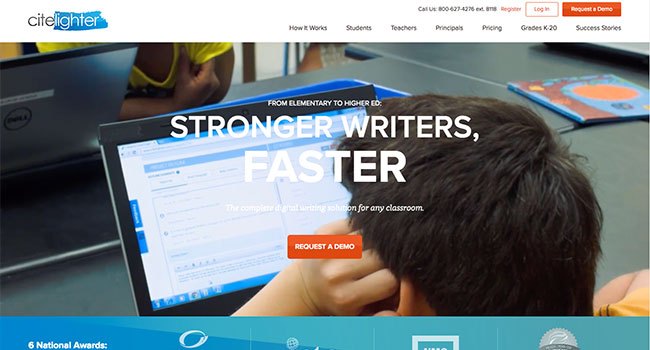 citelighter
Call Us: 800-627-4276 ext. 8118 Register Log In Request a Demo
How It Works Students Teachers Principals Pricing Grades K-20 Success Stories
DELL
FROM ELEMENTARY TO HIGHER ED:
STRONGER WRITERS,
FASTER
The complete digital writing solution for any classroom.
REQUEST A DEMO
6 National Awards: